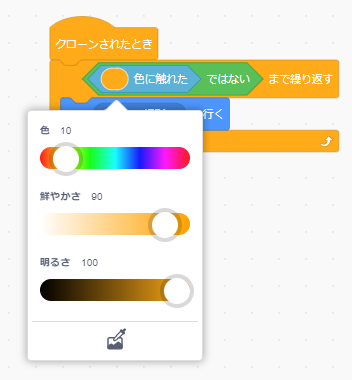 クローンされたとき
色に触れた ではない まで繰り返す
行く
色 10
鮮やかさ 90
明るさ 100